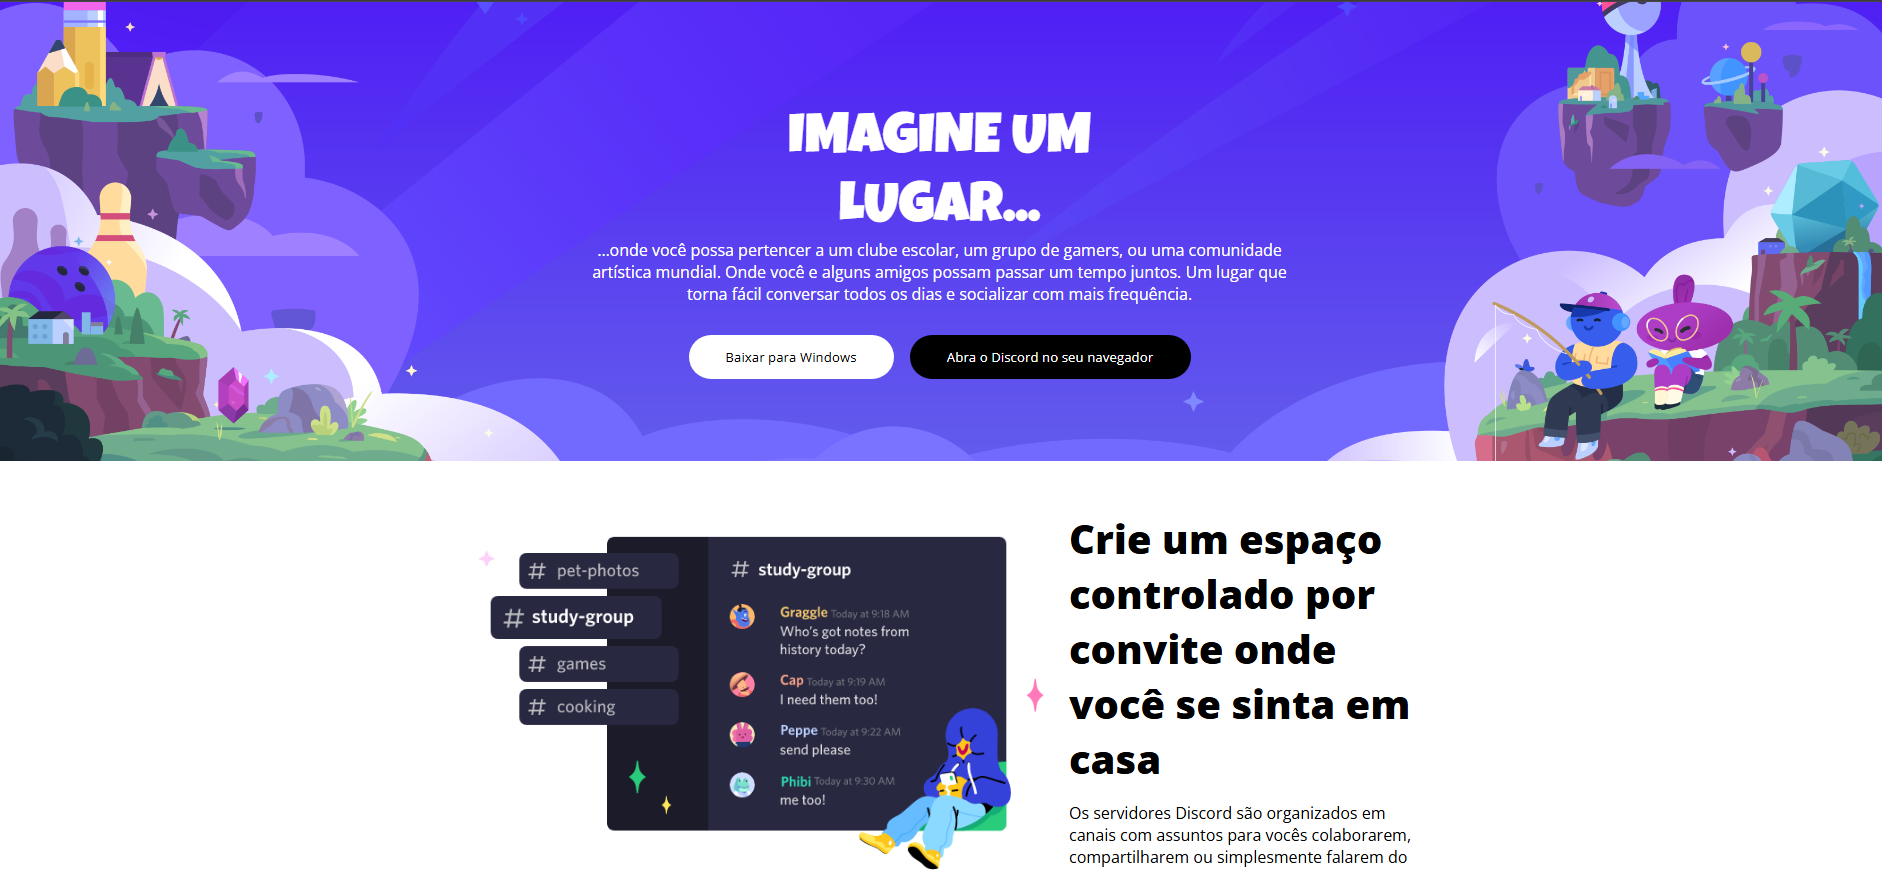 IMAGINE UM
LUGAR...
...onde você possa pertencer a um clube escolar, um grupo de gamers, ou uma comunidade
artística mundial. Onde você e alguns amigos possam passar um tempo juntos. Um lugar que
torna fácil conversar todos os dias e socializar com mais frequência.
Baixar para Windows
Abra o Discord no seu navegador
# pet-photos
# study-group
# games
# cooking
# study-group
Graggle Today at 9:18 AM
Who's got notes from
history today?
Cap Today at 9:19 AM
I need them too!
Peppe Today at 9:22 AM
send please
Phibi Today at 9:30 AM
me too!
Crie um espaço
controlado por
convite onde
você se sinta em
casa
Os servidores Discord são organizados em
canais com assuntos para vocês colaborarem,
compartilharem ou simplesmente falarem do